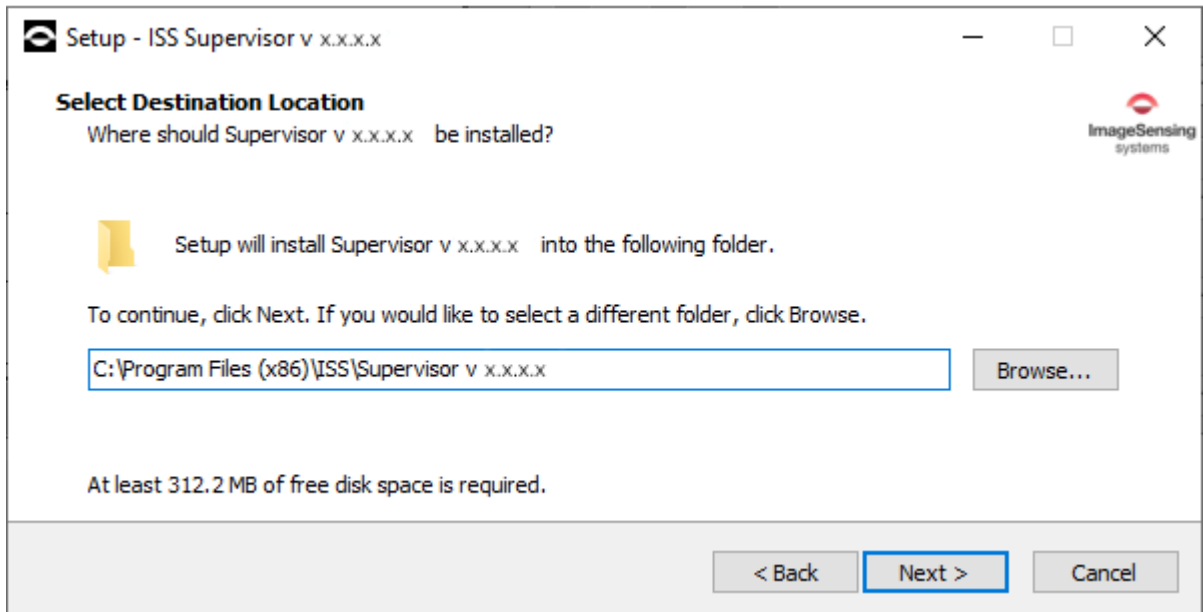 Setup - ISS Supervisor v x.x.x.x
Select Destination Location
Where should Supervisor v x.x.x.x be installed?
ImageSensing
systems
Setup will install Supervisor v x.x.x.x into the following folder.
To continue, click Next. If you would like to select a different folder, click Browse.
C:\Program Files (x86)\ISS\Supervisor v x.x.x.x
Browse...
At least 312.2 MB of free disk space is required.
< Back
Next >
Cancel